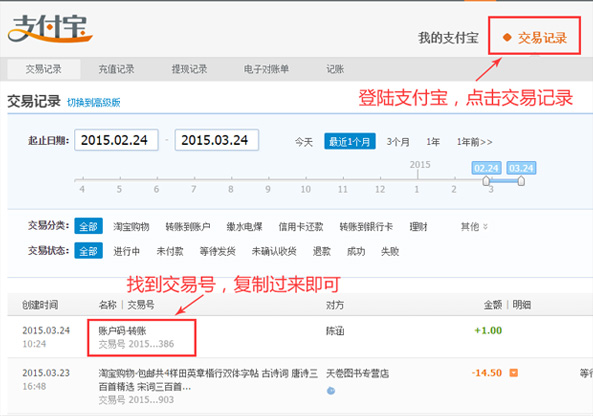 支付宝
我的支付宝 交易记录
交易记录 充值记录 提现记录 电子对账单 记账
登陆支付宝，点击交易记录
交易记录 切换到高级版
起止日期: 2015.02.24 - 2015.03.24 今天 最近1个月 3个月 1年 1年前>>
2015 02.24 03.24
4 5 6 7 8 9 10 11 12 2 3
交易分类: 全部 淘宝购物 转账到账户 缴水电煤 信用卡还款 转账到银行卡 理财 其他
交易状态: 全部 进行中 未付款 等待发货 未确认收货 退款 成功 失败
找到交易号，复制过来即可
创建时间 名称 | 交易号 对方 金额 | 明细
2015.03.24 账户码-转账 陈涵 +1.00
10:24 交易号 2015...386
2015.03.23 淘宝购物-包邮共4样田英章楷行双体字帖 古诗词 唐诗三 天卷图书专营店 -14.50 等
16:48 百首精选 宋词三百首...
交易号 2015...903